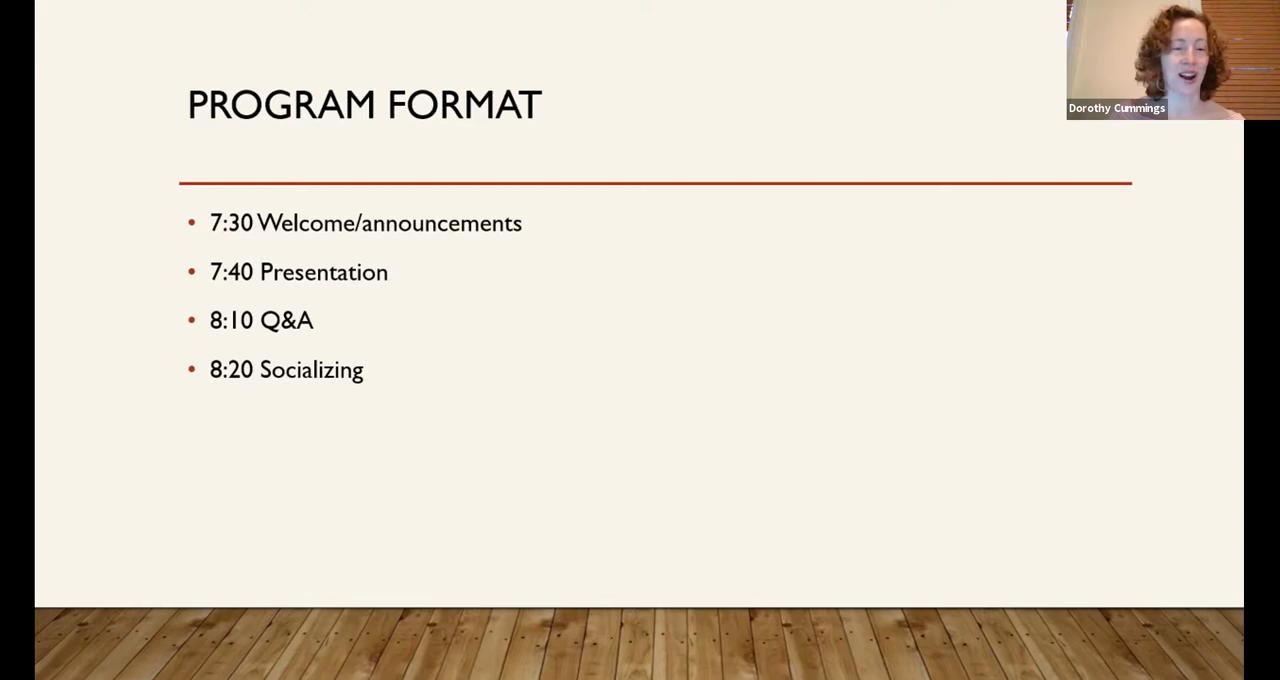 PROGRAM FORMAT
Dorothy Cummings
• 7:30 Welcome/announcements
• 7:40 Presentation
• 8:10 Q&A
• 8:20 Socializing